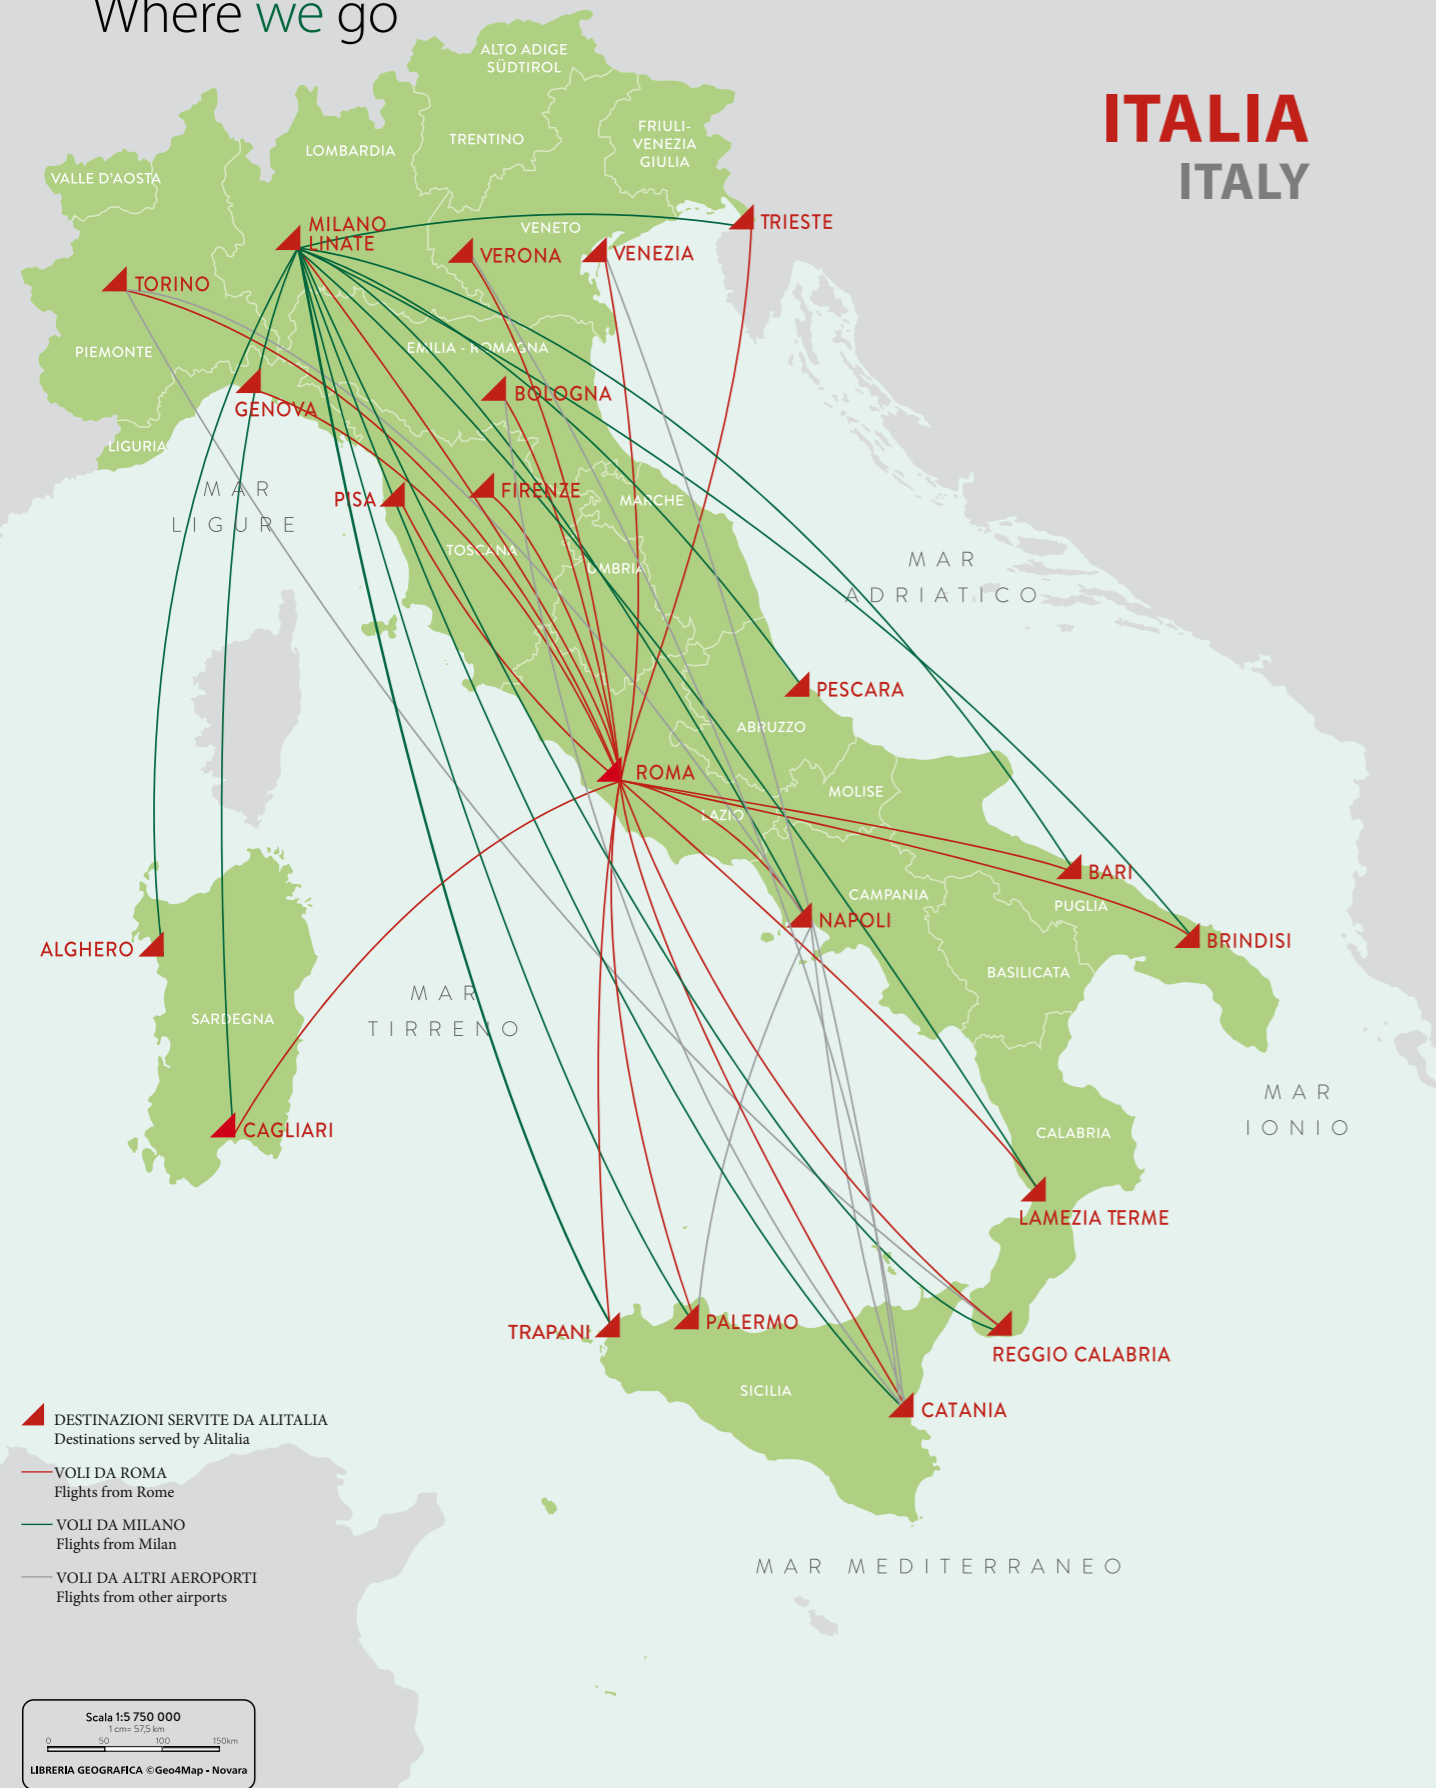 Where we go
ITALIA
ITALY
ALTO ADIGE
SÜDTIROL
FRIULI-
VENEZIA
GIULIA
TRENTINO
LOMBARDIA
VALLE D'AOSTA
MILANO
LINATE
VENETO
TRIESTE
VERONA
VENEZIA
TORINO
PIEMONTE
EMILIA - ROMAGNA
BOLOGNA
GENOVA
LIGURIA
MAR
LIGURE
PISA
FIRENZE
MARCHE
TOSCANA
UMBRIA
MAR
ADRIATICO
PESCARA
ABRUZZO
ROMA
MOLISE
LAZIO
BARI
CAMPANIA
PUGLIA
NAPOLI
BRINDISI
ALGHERO
BASILICATA
MAR
TIRRENO
SARDEGNA
MAR
IONIO
CAGLIARI
CALABRIA
LAMEZIA TERME
TRAPANI
PALERMO
REGGIO CALABRIA
SICILIA
CATANIA
DESTINAZIONI SERVITE DA ALITALIA
Destinations served by Alitalia
VOLI DA ROMA
Flights from Rome
VOLI DA MILANO
Flights from Milan
VOLI DA ALTRI AEROPORTI
Flights from other airports
MAR MEDITERRANEO
Scala 1:5 750 000
1 cm= 57,5 km
0 50 100 150km
LIBRERIA GEOGRAFICA ©Geo4Map - Novara